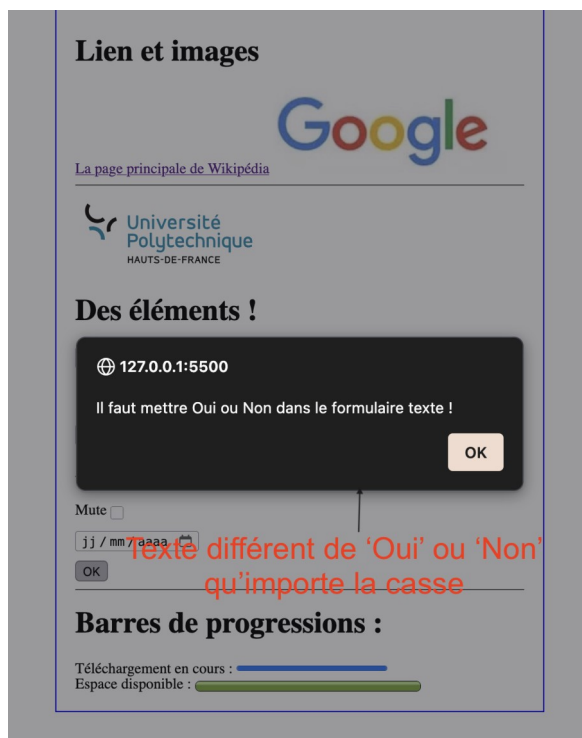 Lien et images
Google
La page principale de Wikipédia
Université
Polytechnique
HAUTS-DE-FRANCE
Des éléments !
127.0.0.1:5500
Il faut mettre Oui ou Non dans le formulaire texte !
OK
Mute
jj/mm/aaaa
Texte différent de ‘Oui’ ou ‘Non’
OK
qu’importe la casse
Barres de progressions :
Téléchargement en cours :
Espace disponible :